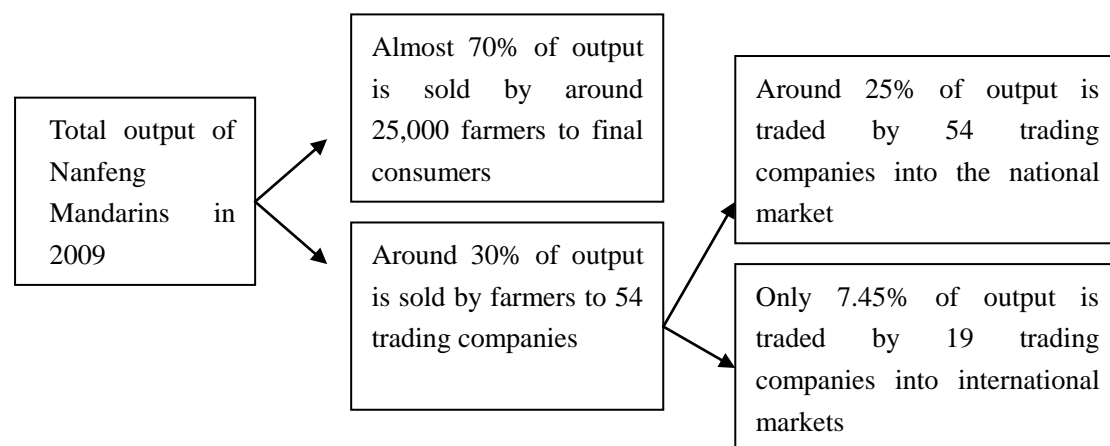 Total output of
Nanfeng
Mandarins in
2009
Almost 70% of output
is sold by around
25,000 farmers to final
consumers
Around 30% of output
is sold by farmers to 54
trading companies
Around 25% of output is
traded by 54 trading
companies into the national
market
Only 7.45% of output is
traded by 19 trading
companies into international
markets